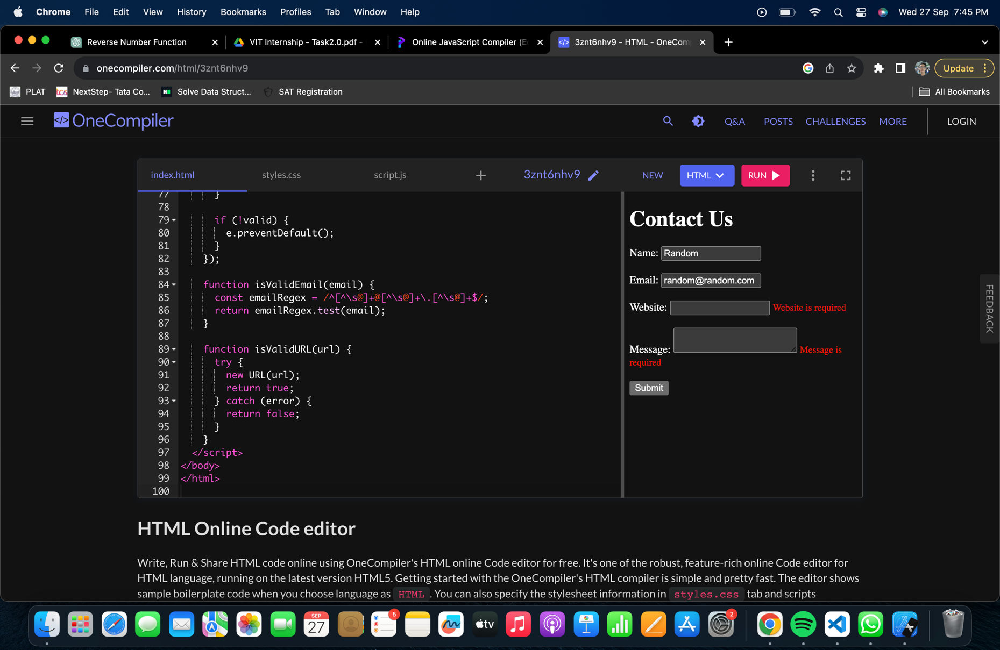 Chrome File Edit View History Bookmarks Profiles Tab Window Help Wed 27 Sep 7:45 PM
Reverse Number Function VIT Internship - Task2.0.pdf - Online JavaScript Compiler (E 3znt6nhv9 - HTML - OneCom
onecompiler.com/html/3znt6nhv9 Update
PLAT NextStep- Tata Co... Solve Data Struct... SAT Registration All Bookmarks
</> OneCompiler Q&A POSTS CHALLENGES MORE LOGIN
index.html styles.css script.js + 3znt6nhv9 NEW HTML RUN
77 }
78
79 if (!valid) {
80 e.preventDefault();
81 }
82 });
83
84 function isValidEmail(email) {
85 const emailRegex = /^[^\s@]+@[^\s@]+\.[^\s@]+$/;
86 return emailRegex.test(email);
87 }
88
89 function isValidURL(url) {
90 try {
91 new URL(url);
92 return true;
93 } catch (error) {
94 return false;
95 }
96 }
97 </script>
98 </body>
99 </html>
100
Contact Us
Name: Random
Email: random@random.com
Website: Website is required
Message: Message is
required
Submit
FEEDBACK
HTML Online Code editor
Write, Run & Share HTML code online using OneCompiler's HTML online Code editor for free. It's one of the robust, feature-rich online Code editor for
HTML language, running on the latest version HTML5. Getting started with the OneCompiler's HTML compiler is simple and pretty fast. The editor shows
sample boilerplate code when you choose language as HTML . You can also specify the stylesheet information in styles.css tab and scripts
SEP
27
5
tv
2